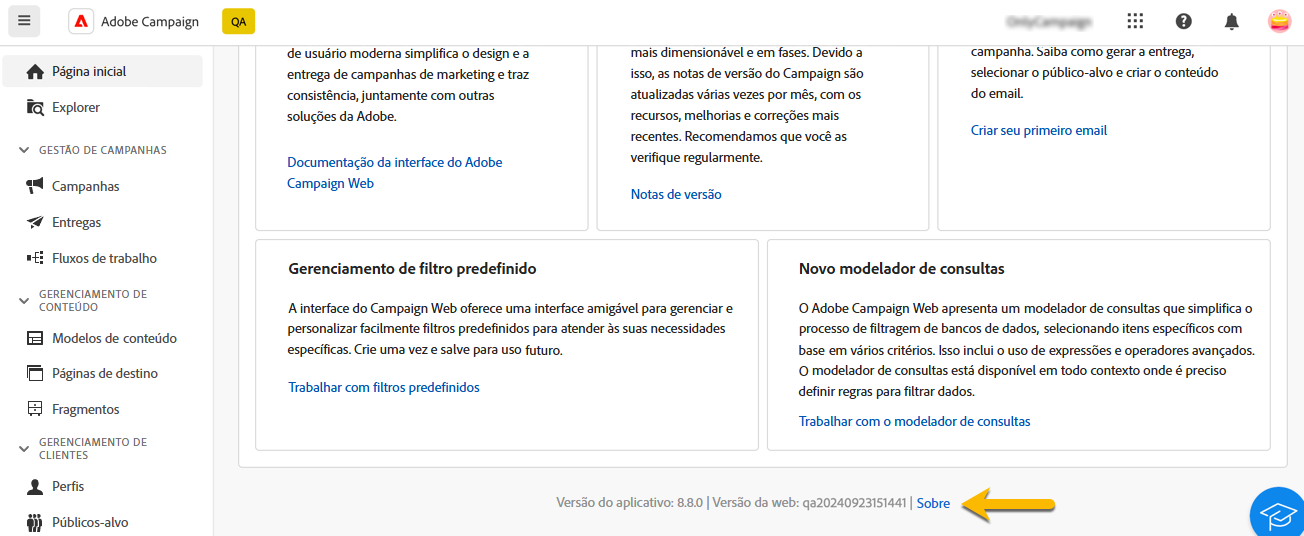 Adobe Campaign
QA
Página inicial
Explorer
GESTÃO DE CAMPANHAS
Campanhas
Entregas
Fluxos de trabalho
GERENCIAMENTO DE
CONTEÚDO
Modelos de conteúdo
Páginas de destino
Fragmentos
GERENCIAMENTO DE
CLIENTES
Perfis
Públicos-alvo
de usuário moderna simplifica o design e a
entrega de campanhas de marketing e traz
consistência, juntamente com outras
soluções da Adobe.
Documentação da interface do Adobe
Campaign Web
mais dimensionável e em fases. Devido a
isso, as notas de versão do Campaign são
atualizadas várias vezes por mês, com os
recursos, melhorias e correções mais
recentes. Recomendamos que você as
verifique regularmente.
Notas de versão
campanha. Saiba como gerar a entrega,
selecionar o público-alvo e criar o conteúdo
do email.
Criar seu primeiro email
Gerenciamento de filtro predefinido
A interface do Campaign Web oferece uma interface amigável para gerenciar e
personalizar facilmente filtros predefinidos para atender às suas necessidades
específicas. Crie uma vez e salve para uso futuro.
Trabalhar com filtros predefinidos
Novo modelador de consultas
O Adobe Campaign Web apresenta um modelador de consultas que simplifica o
processo de filtragem de bancos de dados, selecionando itens específicos com
base em vários critérios. Isso inclui o uso de expressões e operadores avançados.
O modelador de consultas está disponível em todo contexto onde é preciso
definir regras para filtrar dados.
Trabalhar com o modelador de consultas
Versão do aplicativo: 8.8.0 | Versão da web: qa20240923151441 | Sobre